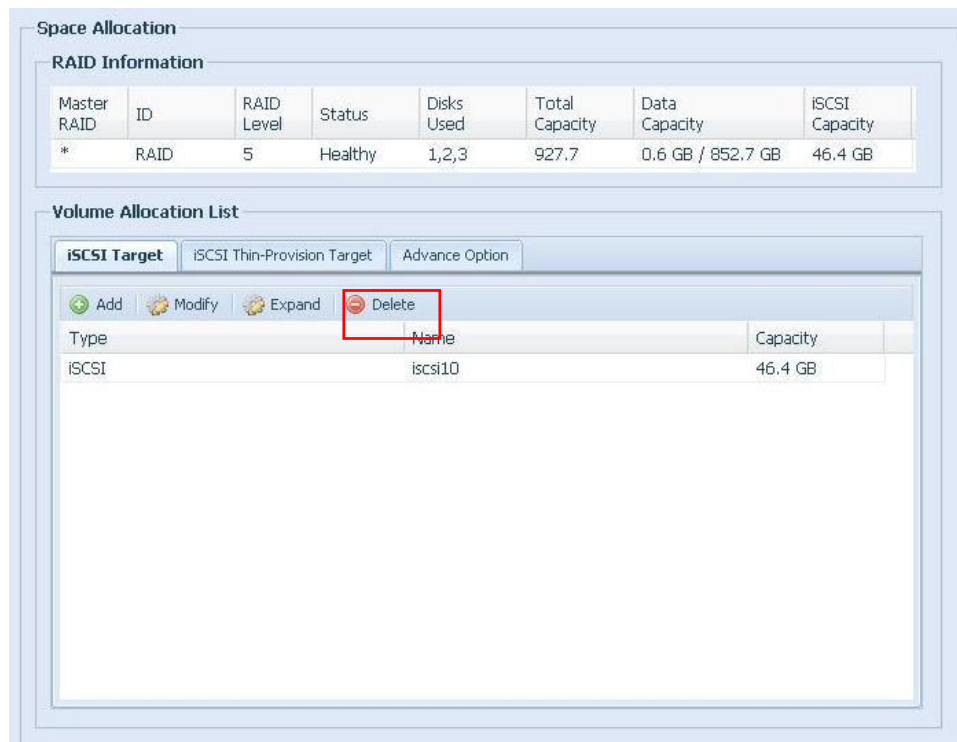 Space Allocation
RAID Information
Master RAID ID RAID Level Status Disks Used Total Capacity Data Capacity iSCSI Capacity
* RAID 5 Healthy 1,2,3 927.7 0.6 GB / 852.7 GB 46.4 GB
Volume Allocation List
iSCSI Target iSCSI Thin-Provision Target Advance Option
Add Modify Expand Delete
Type Name Capacity
iSCSI iscsi10 46.4 GB